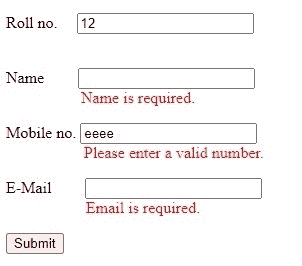 Roll no. 12
Name
Name is required.
Mobile no. eeee
Please enter a valid number.
E-Mail
Email is required.
Submit